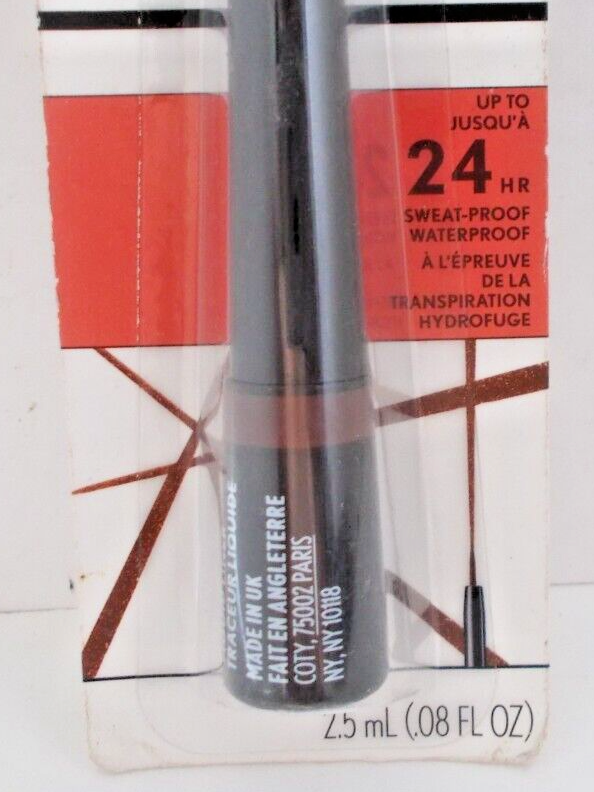 UP TO
JUSQU'À
24 HR
SWEAT-PROOF
WATERPROOF
À L'ÉPREUVE
DE LA
TRANSPIRATION
HYDROFUGE
TRACEUR LIQUIDE
MADE IN UK
FAIT EN ANGLETERRE
COTY, 75002 PARIS
NY, NY 10118
2.5 mL (.08 FL OZ)